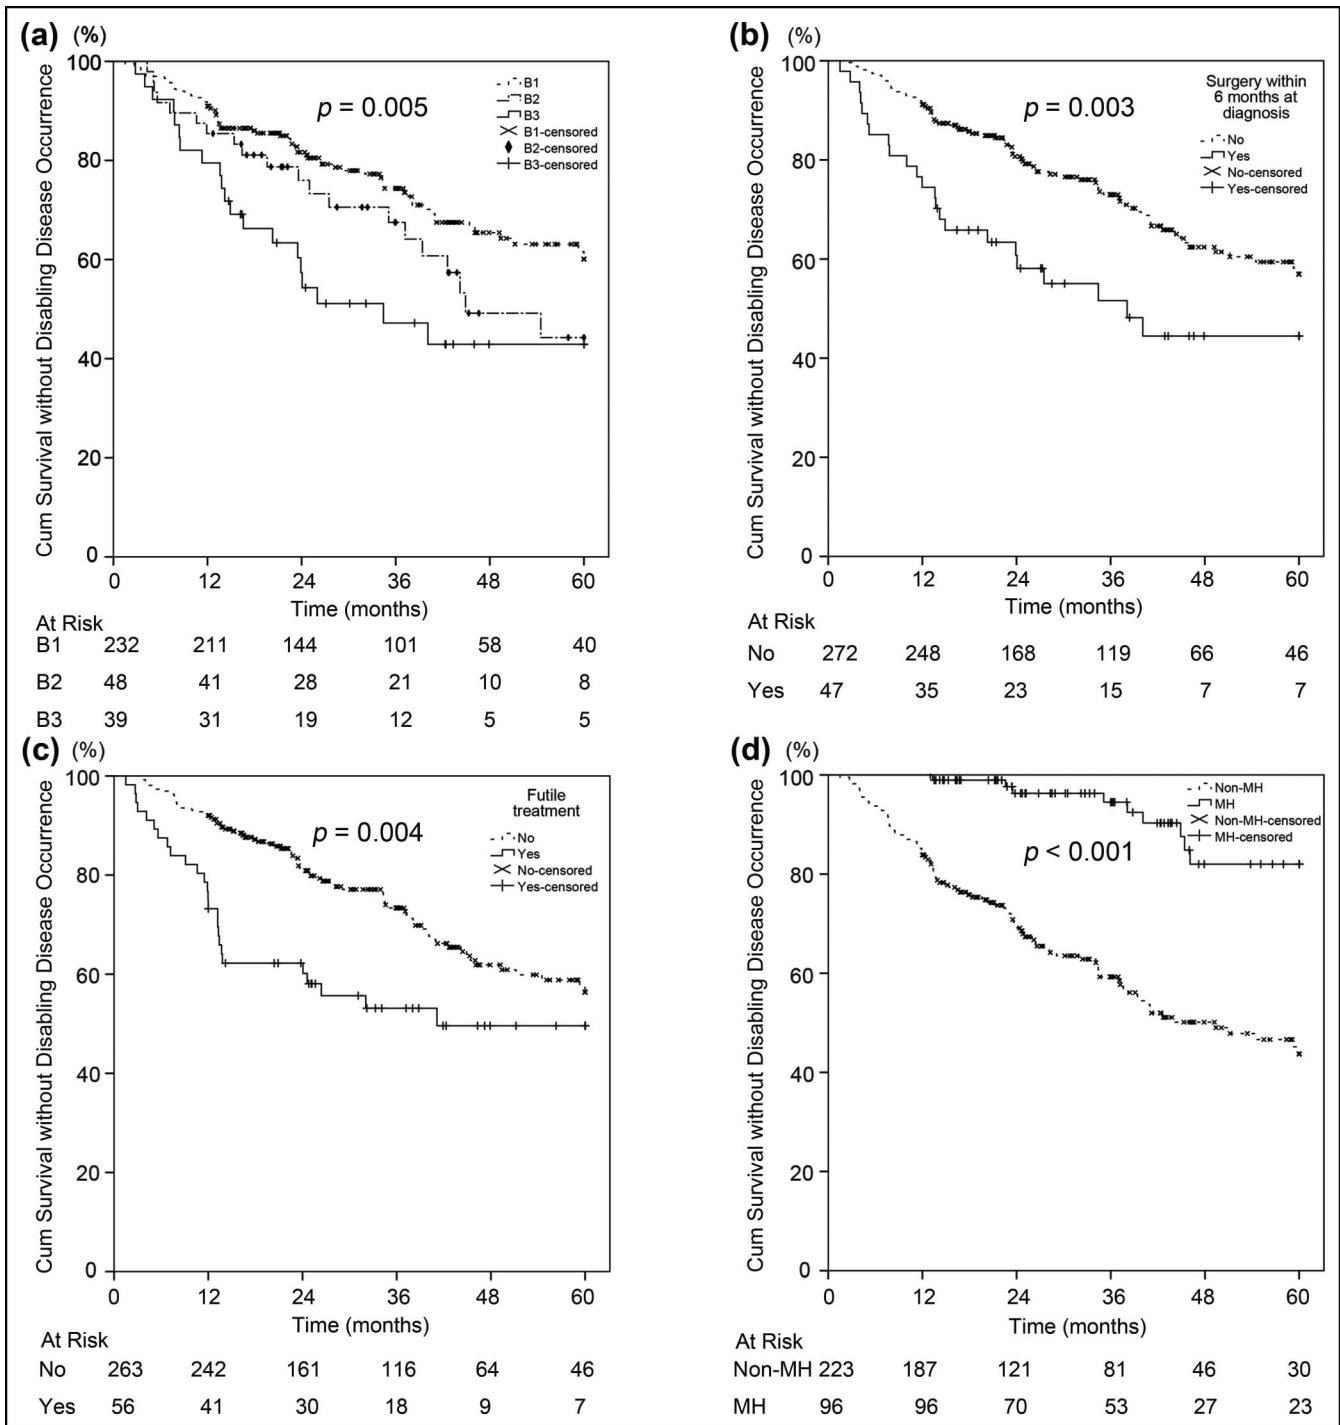 (a) (%)
Cum Survival without Disabling Disease Occurrence
100
80
60
40
20
0
p = 0.005
B1
B2
B3
B1-censored
B2-censored
B3-censored
0 12 24 36 48 60
Time (months)
At Risk
B1 232 211 144 101 58 40
B2 48 41 28 21 10 8
B3 39 31 19 12 5 5
(b) (%)
Cum Survival without Disabling Disease Occurrence
100
80
60
40
20
0
p = 0.003
Surgery within
6 months at
diagnosis
No
Yes
No-censored
Yes-censored
0 12 24 36 48 60
Time (months)
At Risk
No 272 248 168 119 66 46
Yes 47 35 23 15 7 7
(c) (%)
Cum Survival without Disabling Disease Occurrence
100
80
60
40
20
0
p = 0.004
Futile
treatment
No
Yes
No-censored
Yes-censored
0 12 24 36 48 60
Time (months)
At Risk
No 263 242 161 116 64 46
Yes 56 41 30 18 9 7
(d) (%)
Cum Survival without Disabling Disease Occurrence
100
80
60
40
20
0
p < 0.001
Non-MH
MH
Non-MH-censored
MH-censored
0 12 24 36 48 60
Time (months)
At Risk
Non-MH 223 187 121 81 46 30
MH 96 96 70 53 27 23